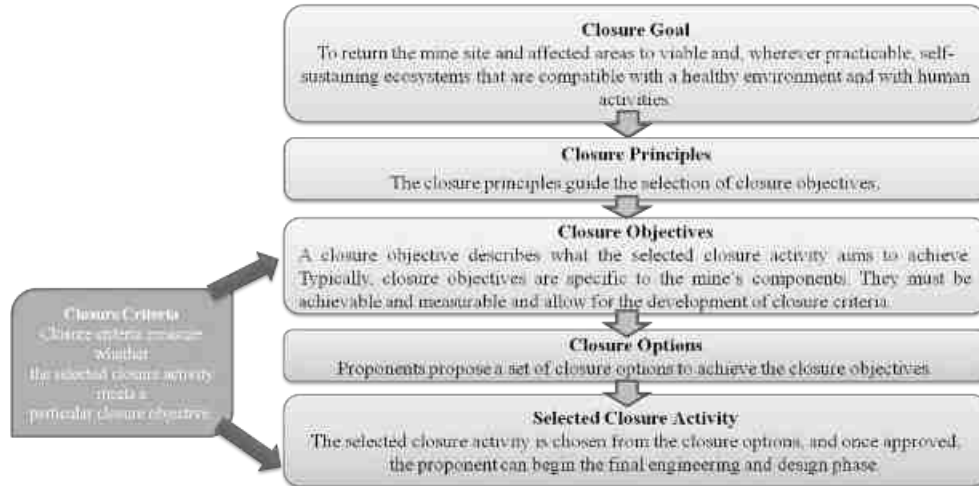 Closure Goal
To return the mine site and affected areas to viable and, wherever practicable, self-
sustaining ecosystems that are compatible with a healthy environment and with human
activities.
Closure Principles
The closure principles guide the selection of closure objectives.
Closure Objectives
A closure objective describes what the selected closure activity aims to achieve.
Typically, closure objectives are specific to the mine's components. They must be
achievable and measurable and allow for the development of closure criteria.
Closure Criteria
Closure criteria measure
whether
the selected closure activity
meets a
particular closure objective.
Closure Options
Proponents propose a set of closure options to achieve the closure objectives.
Selected Closure Activity
The selected closure activity is chosen from the closure options, and once approved,
the proponent can begin the final engineering and design phase.